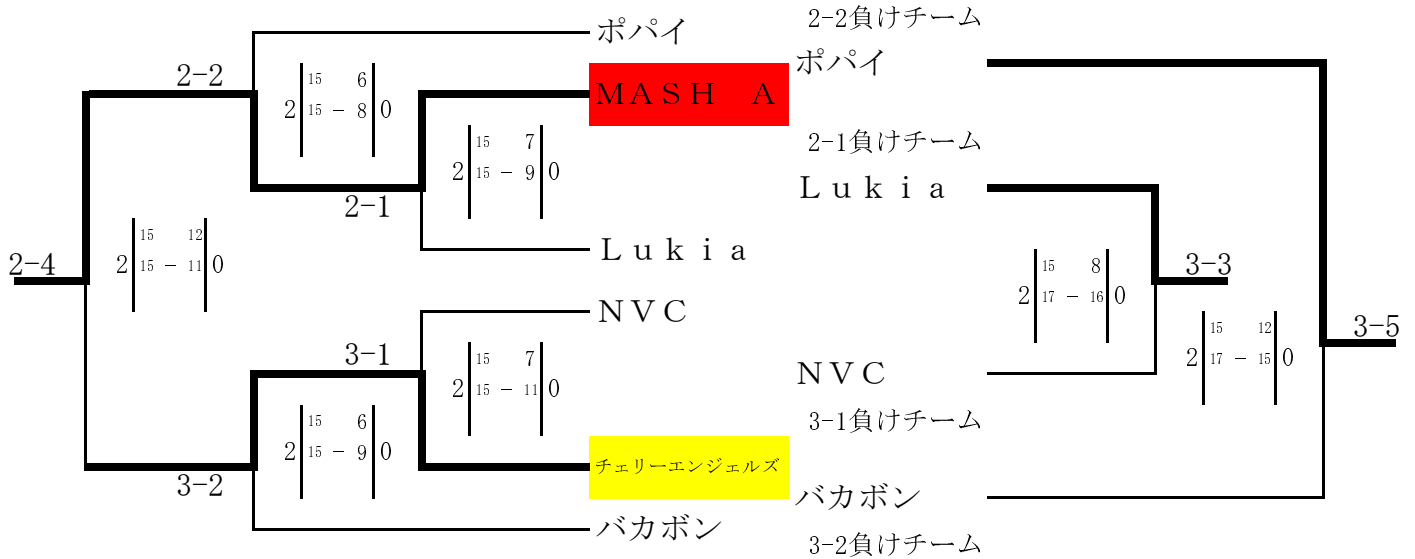 ポパイ
2-2
15 6
2 15 - 8 0
MASH A
15 7
2 15 - 9 0
2-1
15 12
2 15 - 11 0
2-4
Lukia
NVC
3-1
15 7
2 15 - 11 0
15 6
2 15 - 9 0
3-2
チェリーエンジェルズ
バカボン
2-2負けチーム
ポパイ
2-1負けチーム
Lukia
15 8
2 17 - 16 0
3-3
15 12
2 17 - 15 0
3-5
NVC
3-1負けチーム
バカボン
3-2負けチーム